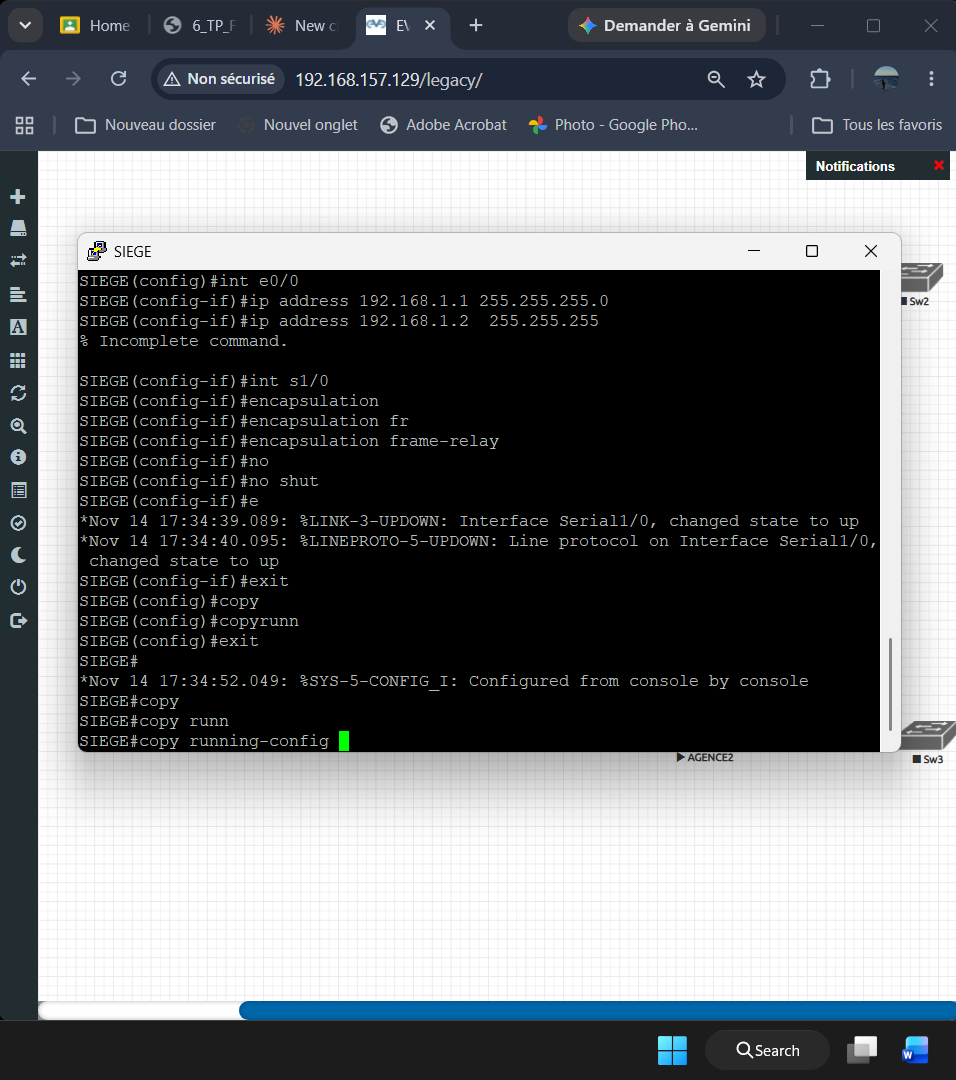 Home
6_TP_F
New c
EV
Demander à Gemini
Non sécurisé
192.168.157.129/legacy/
Nouveau dossier
Nouvel onglet
Adobe Acrobat
Photo - Google Pho...
Tous les favoris
Notifications
SIEGE
SIEGE(config)#int e0/0
SIEGE(config-if)#ip address 192.168.1.1 255.255.255.0
SIEGE(config-if)#ip address 192.168.1.2  255.255.255
% Incomplete command.
SIEGE(config-if)#int s1/0
SIEGE(config-if)#encapsulation
SIEGE(config-if)#encapsulation fr
SIEGE(config-if)#encapsulation frame-relay
SIEGE(config-if)#no
SIEGE(config-if)#no shut
SIEGE(config-if)#e
*Nov 14 17:34:39.089: %LINK-3-UPDOWN: Interface Serial1/0, changed state to up
*Nov 14 17:34:40.095: %LINEPROTO-5-UPDOWN: Line protocol on Interface Serial1/0,
changed state to up
SIEGE(config-if)#exit
SIEGE(config)#copy
SIEGE(config)#copyrunn
SIEGE(config)#exit
SIEGE#
*Nov 14 17:34:52.049: %SYS-5-CONFIG_I: Configured from console by console
SIEGE#copy
SIEGE#copy runn
SIEGE#copy running-config
Sw2
AGENCE2
Sw3
Search